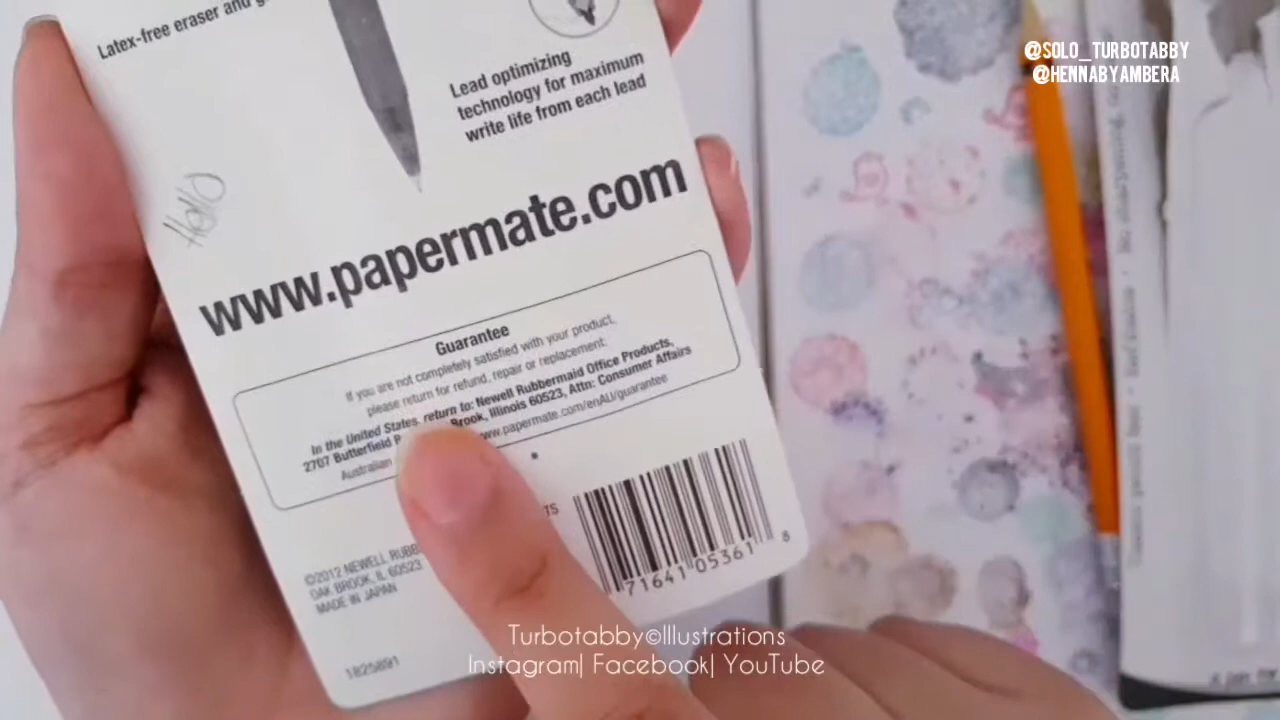 Latex-free eraser and
Lead optimizing
technology for maximum
write life from each lead
Hello
www.papermate.com
Guarantee
If you are not completely satisfied with your product,
please return for refund, repair or replacement:
In the United States, return to: Newell Rubbermaid Office Products,
2707 Butterfield Brook, Illinois 60523, Attn: Consumer Affairs
Australian www.papermate.com/enAU/guarantee
©2012 NEWELL
OAK BROOK, IL 60523
MADE IN JAPAN
1825891
71641 05361 8
@SOLO_TURBOTABBY
@HENNABYAMBERA
Turbotabby©Illustrations
Instagram| Facebook| YouTube